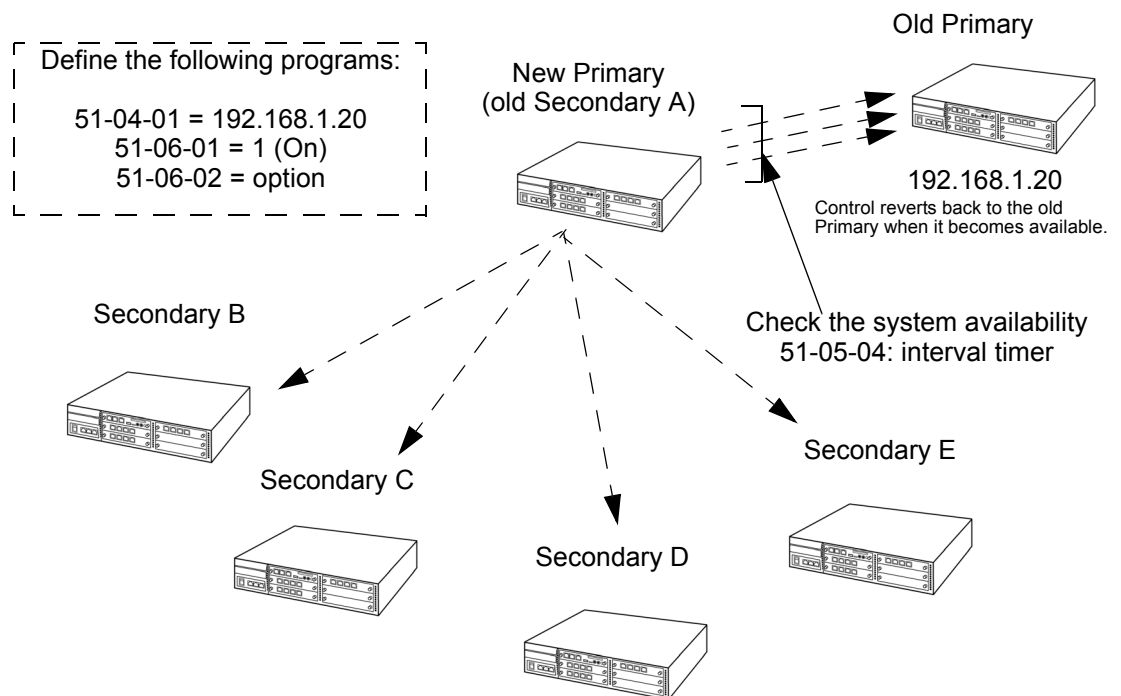 Old Primary
Define the following programs:
51-04-01 = 192.168.1.20
51-06-01 = 1 (On)
51-06-02 = option
New Primary
(old Secondary A)
192.168.1.20
Control reverts back to the old
Primary when it becomes available.
Check the system availability
51-05-04: interval timer
Secondary B
Secondary C
Secondary D
Secondary E